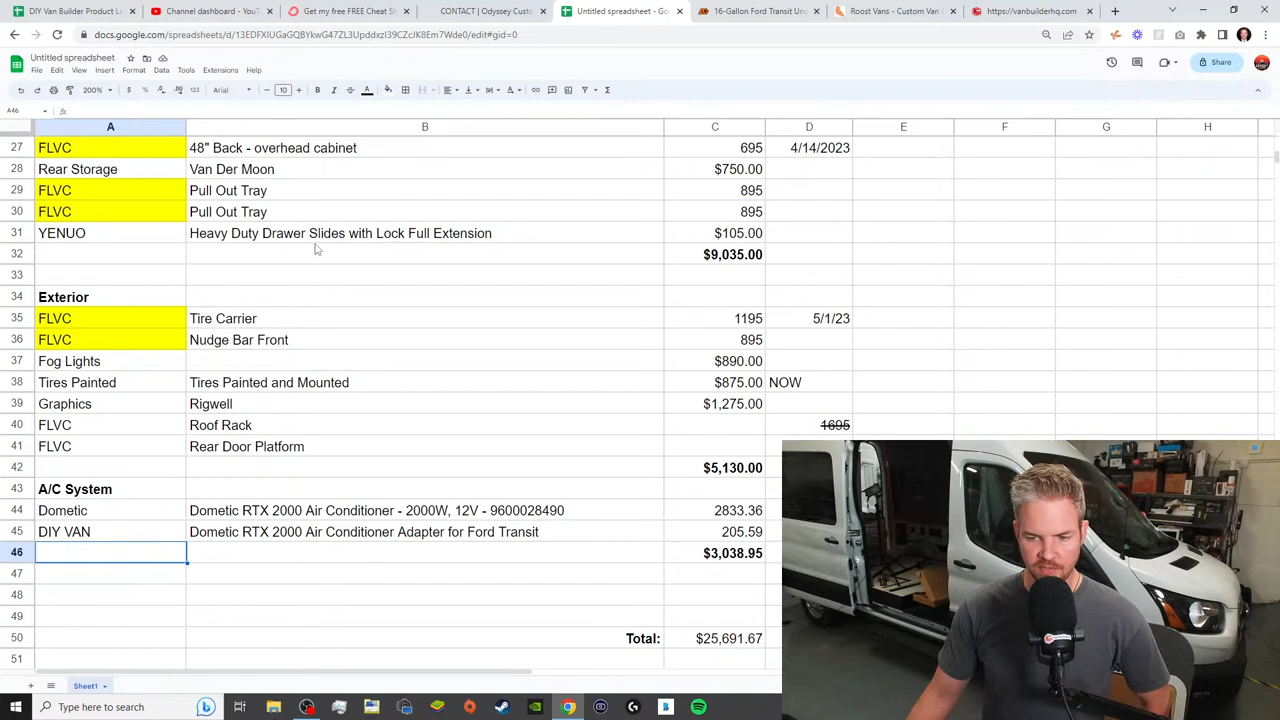 DIY Van Builder Product Li
Channel dashboard - YouT
Get my free FREE Cheat S
CONTACT | Odyssey Custom
Untitled spreadsheet - Go
16-Gallon Ford Transit Und
Roost Vans - Custom Van
https://vanbuilderhq.com
docs.google.com/spreadsheets/d/13EDFXIUGaGQBYkwG47ZL3UpddxzI39CZcJK8Em7Wde0/edit#gid=0
Untitled spreadsheet
File Edit View Insert Format Data Tools Extensions Help
Share
200% $ % .0 .00 123 Arial 10 B I A
A46 fx
A B C D E F G H
27 FLVC 48" Back - overhead cabinet 695 4/14/2023
28 Rear Storage Van Der Moon $750.00
29 FLVC Pull Out Tray 895
30 FLVC Pull Out Tray 895
31 YENUO Heavy Duty Drawer Slides with Lock Full Extension $105.00
32 $9,035.00
33
34 Exterior
35 FLVC Tire Carrier 1195 5/1/23
36 FLVC Nudge Bar Front 895
37 Fog Lights $890.00
38 Tires Painted Tires Painted and Mounted $875.00 NOW
39 Graphics Rigwell $1,275.00
40 FLVC Roof Rack 1695
41 FLVC Rear Door Platform
42 $5,130.00
43 A/C System
44 Dometic Dometic RTX 2000 Air Conditioner - 2000W, 12V - 9600028490 2833.36
45 DIY VAN Dometic RTX 2000 Air Conditioner Adapter for Ford Transit 205.59
46 $3,038.95
47
48
49
50 Total: $25,691.67
51
Sheet1
Type here to search